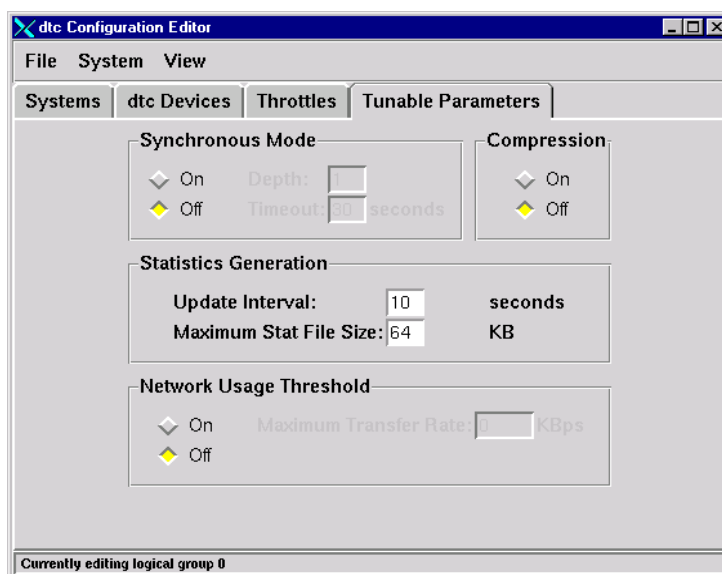 dtc Configuration Editor
File System View
Systems dtc Devices Throttles Tunable Parameters
Synchronous Mode
On Depth: 1
Off Timeout: 30 seconds
Compression
On
Off
Statistics Generation
Update Interval: 10 seconds
Maximum Stat File Size: 64 KB
Network Usage Threshold
On Maximum Transfer Rate: 0 KBps
Off
Currently editing logical group 0